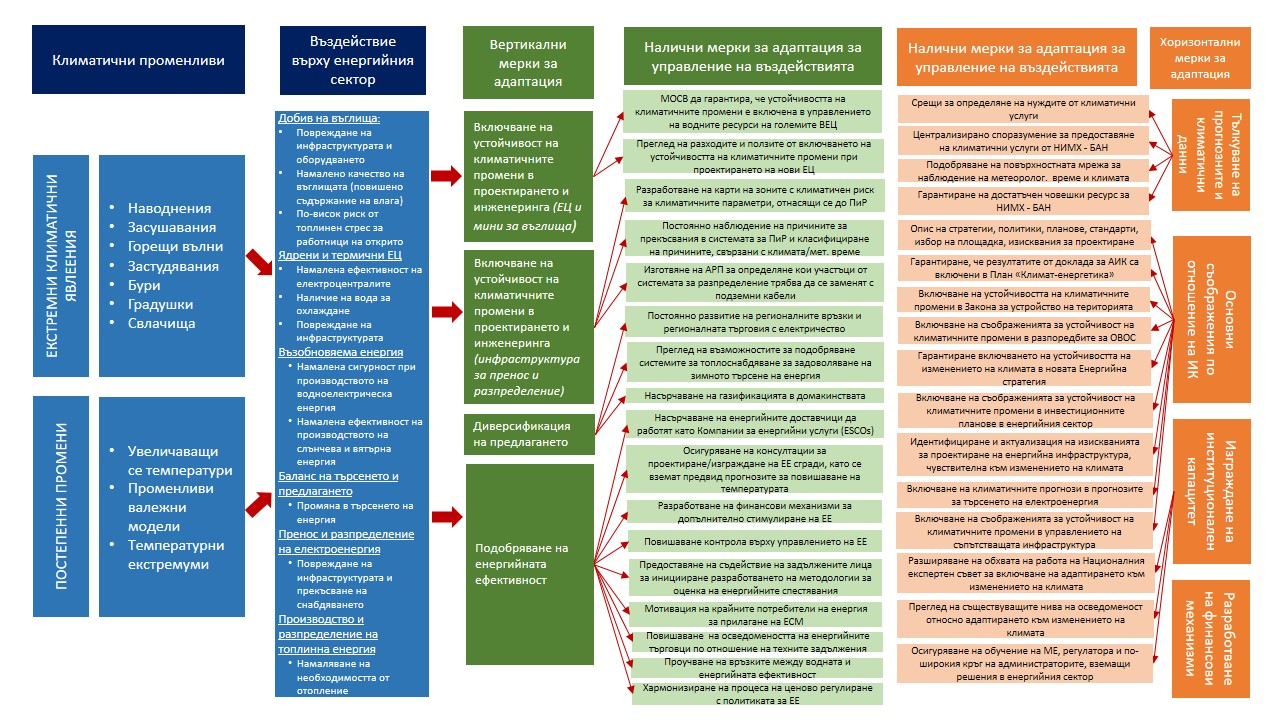 Климатични променливи
ЕКСТРЕМНИ КЛИМАТИЧНИ
ЯВЛЕЕНИЯ
• Наводнения
• Засушавания
• Горещи вълни
• Застудявания
• Бури
• Градушки
• Свлачища
ПОСТЕПЕННИ ПРОМЕНИ
• Увеличаващи
се температури
• Променливи
валежни
модели
• Температурни
екстремуми
Въздействие
върху енергийния
сектор
Добив на въглища:
• Повреждане на
инфраструктурата и
оборудването
• Намалено качество на
въглищата (повишено
съдържание на влага)
• По-висок риск от
топлинен стрес за
работници на открито
Ядрени и термични ЕЦ
• Намалена ефективност на
електроцентралите
• Наличие на вода за
охлаждане
• Повреждане на
инфраструктурата
Възобновяема енергия
• Намалена сигурност при
производството на
водноелектрическа
енергия
• Намалена ефективност на
производството на
слънчева и вятърна
енергия
Баланс на търсенето и
предлагането
• Промяна в търсенето на
енергия
Пренос и разпределение
на електроенергия
• Повреждане на
инфраструктурата и
прекъсване на
снабдяването
Производство и
разпределение на
топлинна енергия
• Намаляване на
необходимостта от
отопление
Вертикални
мерки за
адаптация
Включване на
устойчивост на
климатичните
промени в
проектирането и
инженеринга (ЕЦ и
мини за въглища)
Включване на
устойчивост на
климатичните
промени в
проектирането и
инженеринга
(инфраструктура
за пренос и
разпределение)
Диверсификация
на предлагането
Подобряване на
енергийната
ефективност
Налични мерки за адаптация за
управление на въздействията
МОСВ да гарантира, че устойчивостта на
климатичните промени е включена в управлението
на водните ресурси на големите ВЕЦ
Преглед на разходите и ползите от включването на
устойчивостта на климатичните промени при
проектирането на нови ЕЦ
Разработване на карти на зоните с климатичен риск
за климатичните параметри, отнасящи се до ПиР
Постоянно наблюдение на причините за
прекъсвания в системата за ПиР и класифициране
на причините, свързани с климата/мет. време
Изготвяне на АРП за определяне кои участъци от
системата за разпределение трябва да се заменят с
подземни кабели
Постоянно развитие на регионалните връзки и
регионалната търговия с електричество
Преглед на възможностите за подобряване
системите за топлоснабдяване за задоволяване на
зимното търсене на енергия
Насърчаване на газификацията в домакинствата
Насърчаване на енергийните доставчици да
работят като Компании за енергийни услуги (ESCOs)
Осигуряване на консултации за
проектиране/изграждане на ЕЕ сгради, като се
вземат предвид прогнозите за повишаване на
температурата
Разработване на финансови механизми за
допълнително стимулиране на ЕЕ
Повишаване контрола върху управлението на ЕЕ
Предоставяне на съдействие на задължените лица
за иницииране разработването на методологии за
оценка на енергийните спестявания
Мотивация на крайните потребители на енергия
за прилагане на ЕСМ
Повишаване на осведомеността на енергийните
търговци по отношение на техните задължения
Проучване на връзките между водната и
енергийната ефективност
Хармонизиране на процеса на ценово регулиране
с политиката за ЕЕ
Налични мерки за адаптация за
управление на въздействията
Срещи за определяне на нуждите от климатични
услуги
Централизирано споразумение за предоставяне
на климатични услуги от НИМХ - БАН
Подобряване на повърхностната мрежа за
наблюдение на метеоролог. време и климата
Гарантиране на достатъчен човешки ресурс за
НИМХ - БАН
Опис на стратегии, политики, планове, стандарти,
избор на площадка, изисквания за проектиране
Гарантиране, че резултатите от доклада за АИК са
включени в План «Климат-енергетика»
Включване на устойчивостта на климатичните
промени в Закона за устройство на територията
Включване на съображенията за устойчивост на
климатичните промени в разпоредбите за ОВОС
Гарантиране включването на устойчивостта на
изменението на климата в новата Енергийна
стратегия
Включване на съображенията за устойчивост на
климатичните промени в инвестиционните
планове в енергийния сектор
Идентифициране и актуализация на изискванията
за проектиране на енергийна инфраструктура,
чувствителна към изменението на климата
Включване на климатичните прогнози в прогнозите
за търсенето на електроенергия
Включване на съображенията за устойчивост на
климатичните промени в управлението на
съпътстващата инфраструктура
Разширяване на обхвата на работа на Националния
експертен съвет за включване на адаптирането към
изменението на климата
Преглед на съществуващите нива на осведоменост
относно адаптирането към изменението на
климата
Осигуряване на обучение на МЕ, регулатора и по-
широкия кръг на администраторите, вземащи
решения в енергийния сектор
Хоризонтални
мерки за
адаптация
Тълкуване на
прогнозните и
климатични
данни
Основни
съображения по
отношение на ИК
Изграждане на
институционален
капацитет
Разработване
на финансови
механизми